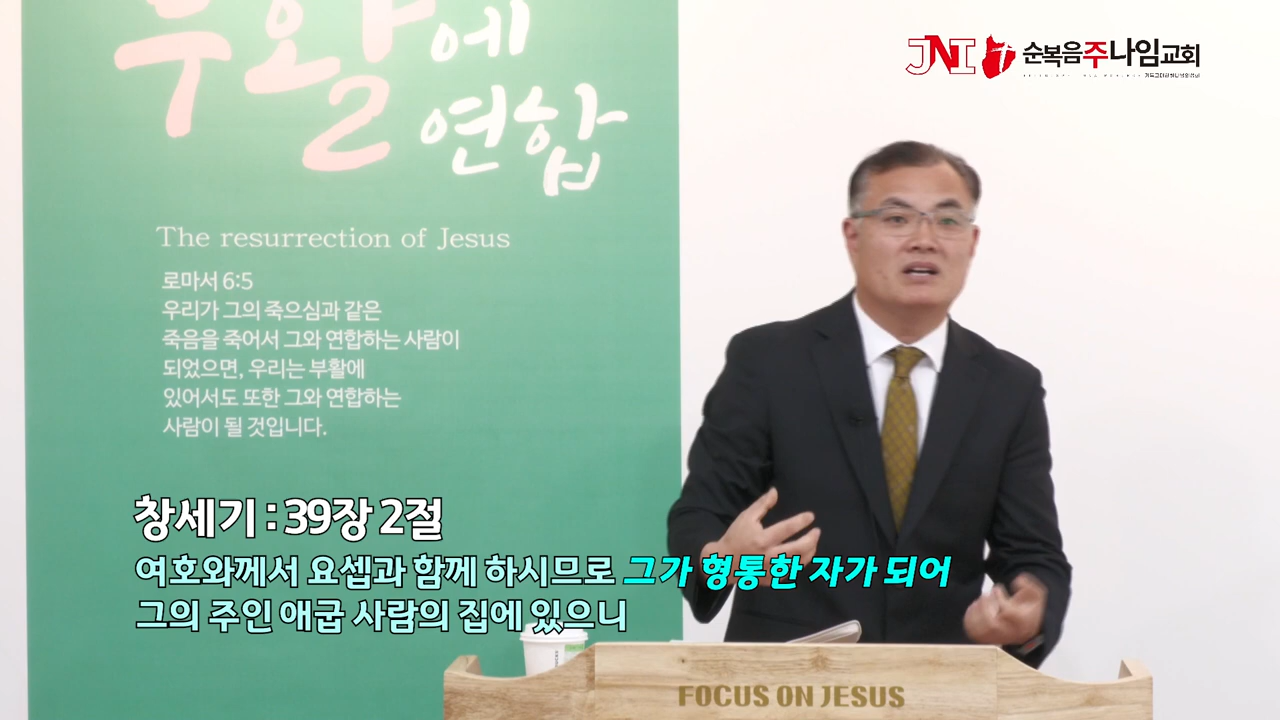 부활에
연합
The resurrection of Jesus
로마서 6:5
우리가 그의 죽으심과 같은
죽음을 죽어서 그와 연합하는 사람이
되었으면, 우리는 부활에
있어서도 또한 그와 연합하는
사람이 될 것입니다.
JNI 순복음주나임교회
창세기 : 39장 2절
여호와께서 요셉과 함께 하시므로 그가 형통한 자가 되어
그의 주인 애굽 사람의 집에 있으니
FOCUS ON JESUS